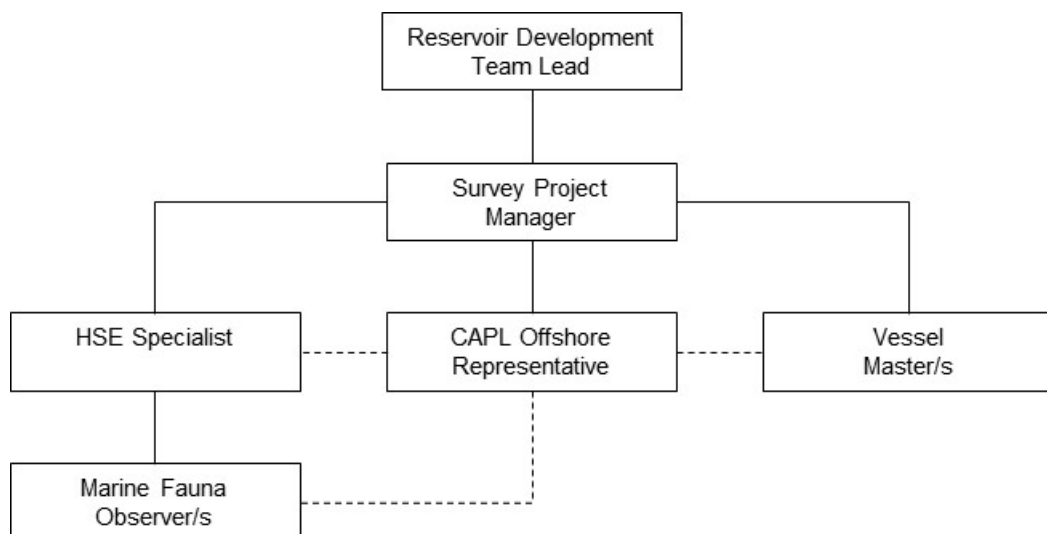 Reservoir Development
Team Lead
Survey Project
Manager
HSE Specialist
CAPL Offshore
Representative
Vessel
Master/s
Marine Fauna
Observer/s